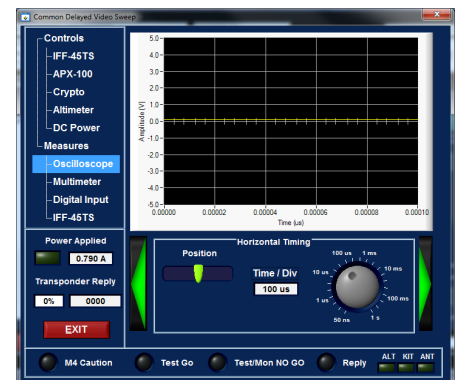 Common Delayed Video Sweep
Controls
IFF-45TS
APX-100
Crypto
Altimeter
DC Power
Measures
Oscilloscope
Multimeter
Digital Input
IFF-45TS
Power Applied
0.790 A
Transponder Reply
0% 0000
EXIT
Amplitude (V)
5.0
4.0
3.0
2.0
1.0
0.0
-1.0
-2.0
-3.0
-4.0
-5.0
0.00000 0.00002 0.00004 0.00006 0.00008 0.00010
Time (us)
Horizontal Timing
Position
Time / Div
100 us
50 ns
1 us
10 us
100 us
1 ms
10 ms
100 ms
1 s
M4 Caution
Test Go
Test/Mon NO GO
Reply
ALT KIT ANT